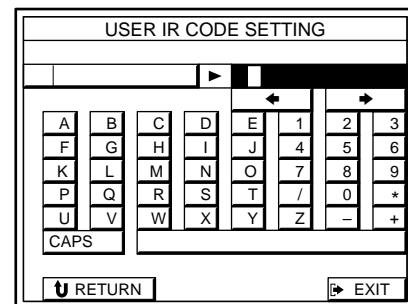 USER IR CODE SETTING
A B C D E 1 2 3
F G H I J 4 5 6
K L M N O 7 8 9
P Q R S T / 0 *
U V W X Y Z – +
CAPS
RETURN EXIT